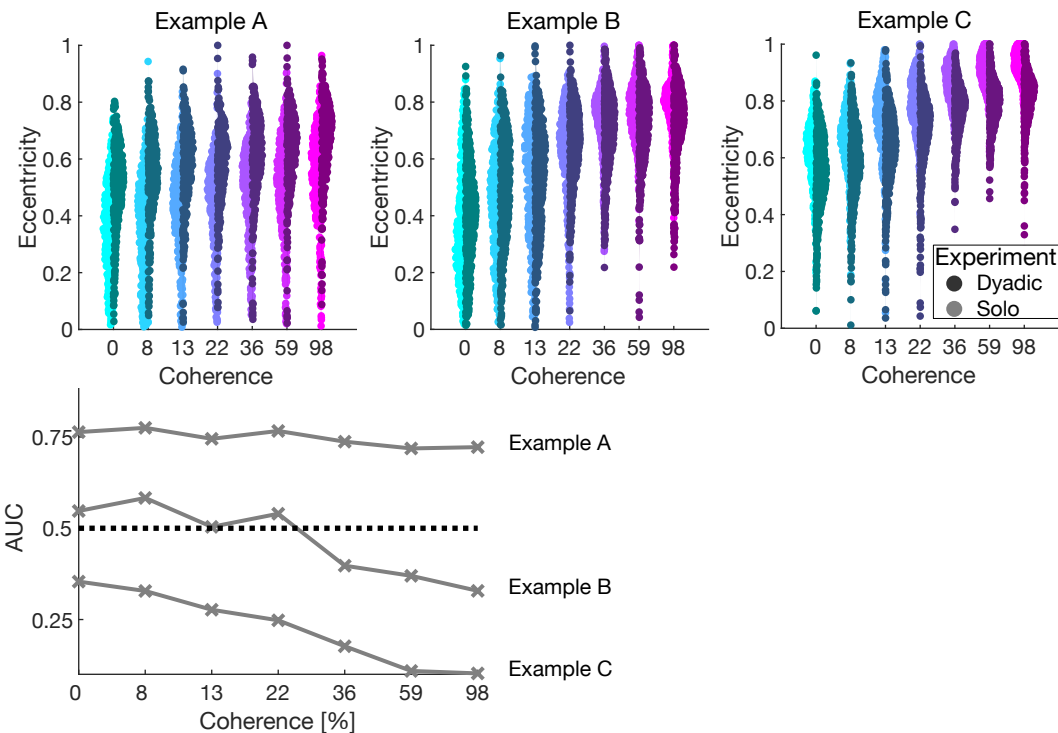 Example A
Example B
Example C
Eccentricity
1
0.8
0.6
0.4
0.2
0
0 8 13 22 36 59 98
Coherence
Eccentricity
1
0.8
0.6
0.4
0.2
0
0 8 13 22 36 59 98
Coherence
Eccentricity
1
0.8
0.6
0.4
0.2
0
0 8 13 22 36 59 98
Coherence
Experiment
Dyadic
Solo
AUC
0.75
0.5
0.25
0 8 13 22 36 59 98
Coherence [%]
Example A
Example B
Example C